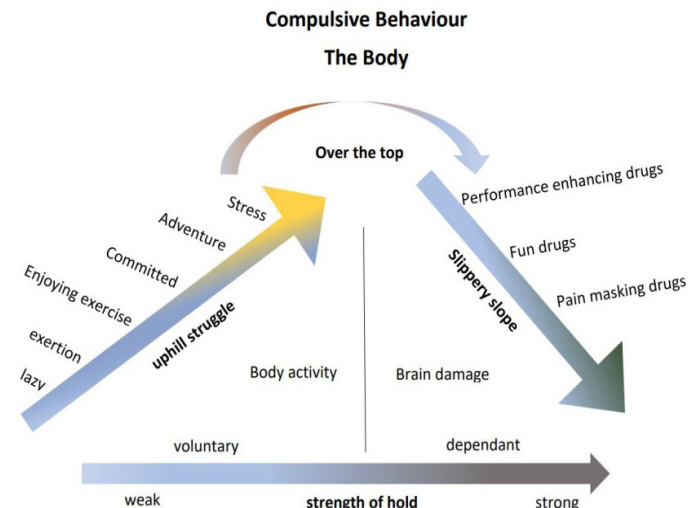 Compulsive Behaviour
The Body
Over the top
Stress
Adventure
Committed
Enjoying exercise
exertion
lazy
uphill struggle
Performance enhancing drugs
Fun drugs
Pain masking drugs
Slippery slope
Body activity
Brain damage
voluntary
dependant
weak
strength of hold
strong